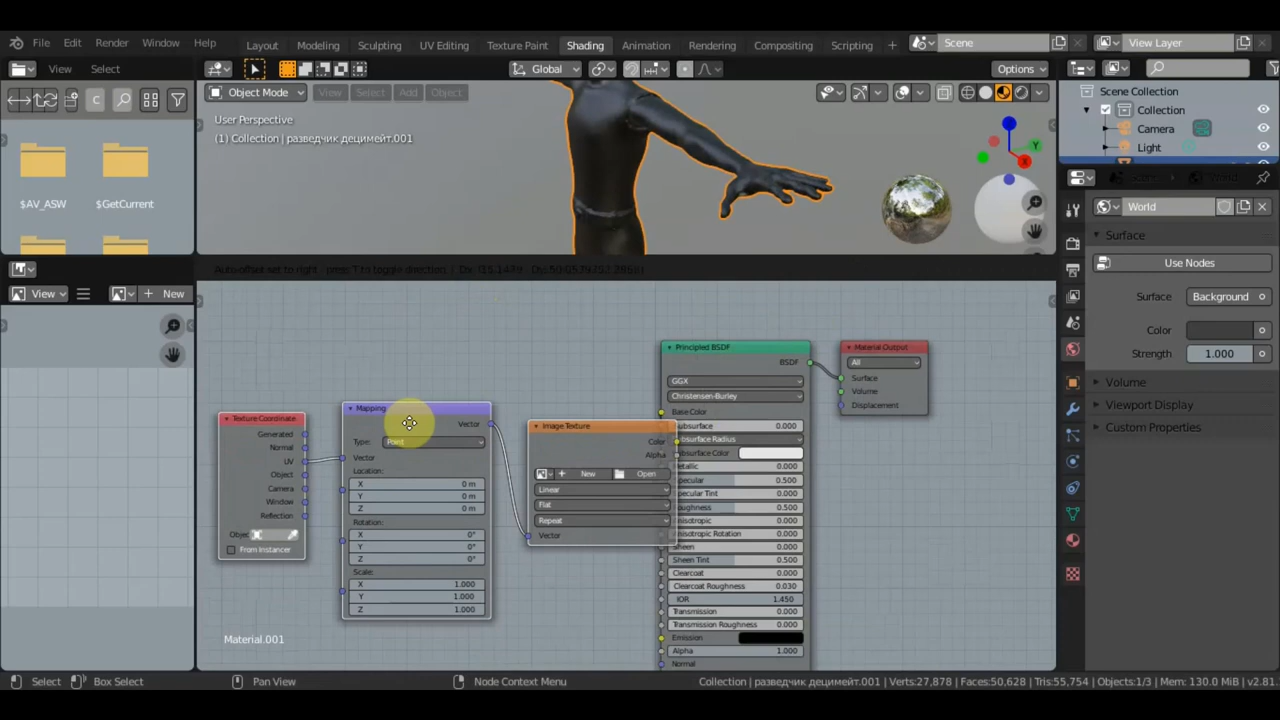 File Edit Render Window Help
Layout Modeling Sculpting UV Editing Texture Paint Shading Animation Rendering Compositing Scripting +
Scene
View Layer
View Select
Global
Options
Object Mode
View Select Add Object
User Perspective
(1) Collection | разведчик децимейт.001
$AV_ASW
$GetCurrent
View
New
Scene Collection
Collection
Camera
Light
World
Surface
Use Nodes
Surface
Background
Color
Strength
1.000
Volume
Viewport Display
Custom Properties
Texture Coordinate
Generated
Normal
UV
Object
Camera
Window
Reflection
Objec
From Instancer
Mapping
Vector
Type: Point
Vector
Location:
X 0 m
Y 0 m
Z 0 m
Rotation:
X 0°
Y 0°
Z 0°
Scale:
X 1.000
Y 1.000
Z 1.000
Image Texture
Color
Alpha
New
Open
Linear
Flat
Repeat
Vector
Principled BSDF
BSDF
GGX
Christensen-Burley
Base Color
Subsurface 0.000
Subsurface Radius
Subsurface Color
Metallic 0.000
Specular 0.500
Specular Tint 0.000
Roughness 0.500
Anisotropic 0.000
Anisotropic Rotation 0.000
Sheen 0.000
Sheen Tint 0.500
Clearcoat 0.000
Clearcoat Roughness 0.030
IOR 1.450
Transmission 0.000
Transmission Roughness 0.000
Emission
Alpha 1.000
Normal
Material Output
All
Surface
Volume
Displacement
Material.001
Select
Box Select
Pan View
Node Context Menu
Collection | разведчик децимейт.001 | Verts:27,878 | Faces:50,628 | Tris:55,754 | Objects:1/3 | Mem: 130.0 MiB | v2.81.